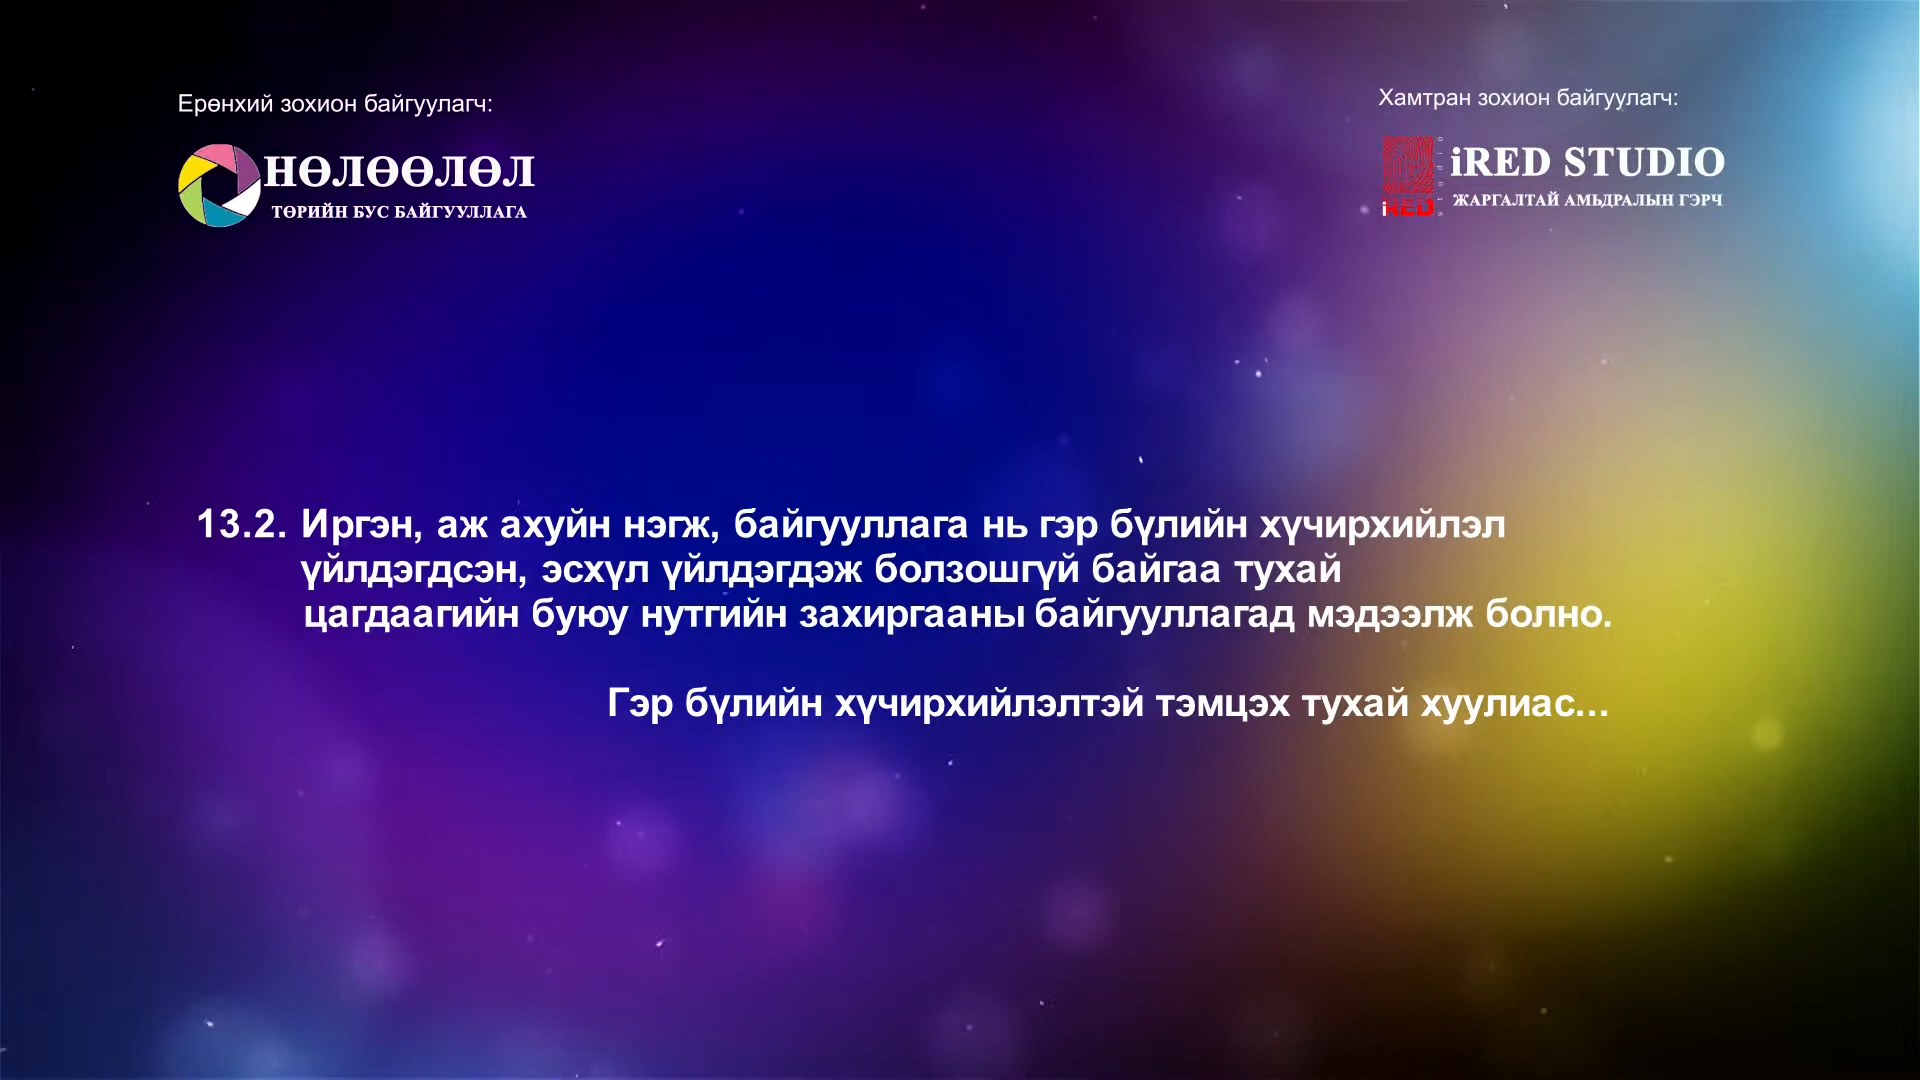 Ерөнхий зохион байгуулагч:
НӨЛӨӨЛӨЛ
ТӨРИЙН БУС БАЙГУУЛЛАГА
Хамтран зохион байгуулагч:
iRED STUDIO
ЖАРГАЛТАЙ АМЬДРАЛЫН ГЭРЧ
iRED
13.2. Иргэн, аж ахуйн нэгж, байгууллага нь гэр бүлийн хүчирхийлэл
үйлдэгдсэн, эсхүл үйлдэгдэж болзошгүй байгаа тухай
цагдаагийн буюу нутгийн захиргааны байгууллагад мэдээлж болно.
Гэр бүлийн хүчирхийлэлтэй тэмцэх тухай хуулиас...